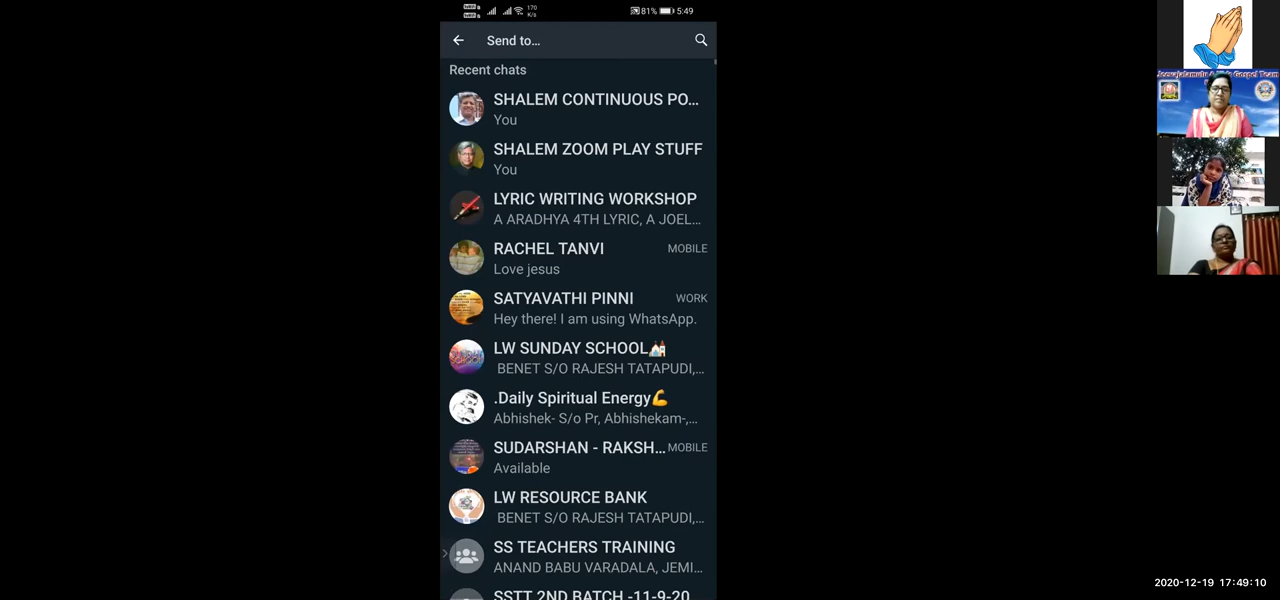 170
K/s
81%
5:49
Send to...
Recent chats
SHALEM CONTINUOUS PO...
You
SHALEM ZOOM PLAY STUFF
You
LYRIC WRITING WORKSHOP
A ARADHYA 4TH LYRIC, A JOEL...
RACHEL TANVI MOBILE
Love jesus
SATYAVATHI PINNI WORK
Hey there! I am using WhatsApp.
LW SUNDAY SCHOOL
BENET S/O RAJESH TATAPUDI,...
.Daily Spiritual Energy💪
Abhishek- S/o Pr, Abhishekam-,...
SUDARSHAN - RAKSH... MOBILE
Available
LW RESOURCE BANK
BENET S/O RAJESH TATAPUDI,...
SS TEACHERS TRAINING
ANAND BABU VARADALA, JEMI...
SSTT 2ND BATCH -11-9-20
Gospel Team
2020-12-19 17:49:10